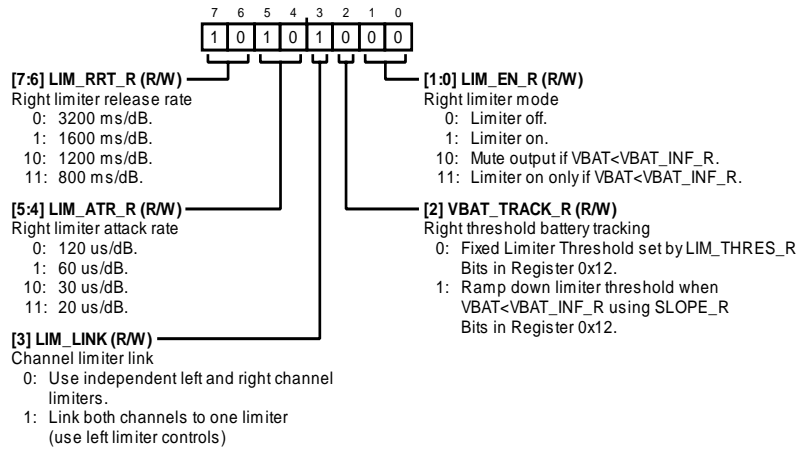 7 6 5 4 3 2 1 0
1 0 1 0 1 0 0 0
[7:6] LIM_RRT_R (R/W)
Right limiter release rate
0: 3200 ms/dB.
1: 1600 ms/dB.
10: 1200 ms/dB.
11: 800 ms/dB.
[5:4] LIM_ATR_R (R/W)
Right limiter attack rate
0: 120 us/dB.
1: 60 us/dB.
10: 30 us/dB.
11: 20 us/dB.
[3] LIM_LINK (R/W)
Channel limiter link
0: Use independent left and right channel
limiters.
1: Link both channels to one limiter
(use left limiter controls)
[1:0] LIM_EN_R (R/W)
Right limiter mode
0: Limiter off.
1: Limiter on.
10: Mute output if VBAT<VBAT_INF_R.
11: Limiter on only if VBAT<VBAT_INF_R.
[2] VBAT_TRACK_R (R/W)
Right threshold battery tracking
0: Fixed Limiter Threshold set by LIM_THRES_R
Bits in Register 0x12.
1: Ramp down limiter threshold when
VBAT<VBAT_INF_R using SLOPE_R
Bits in Register 0x12.